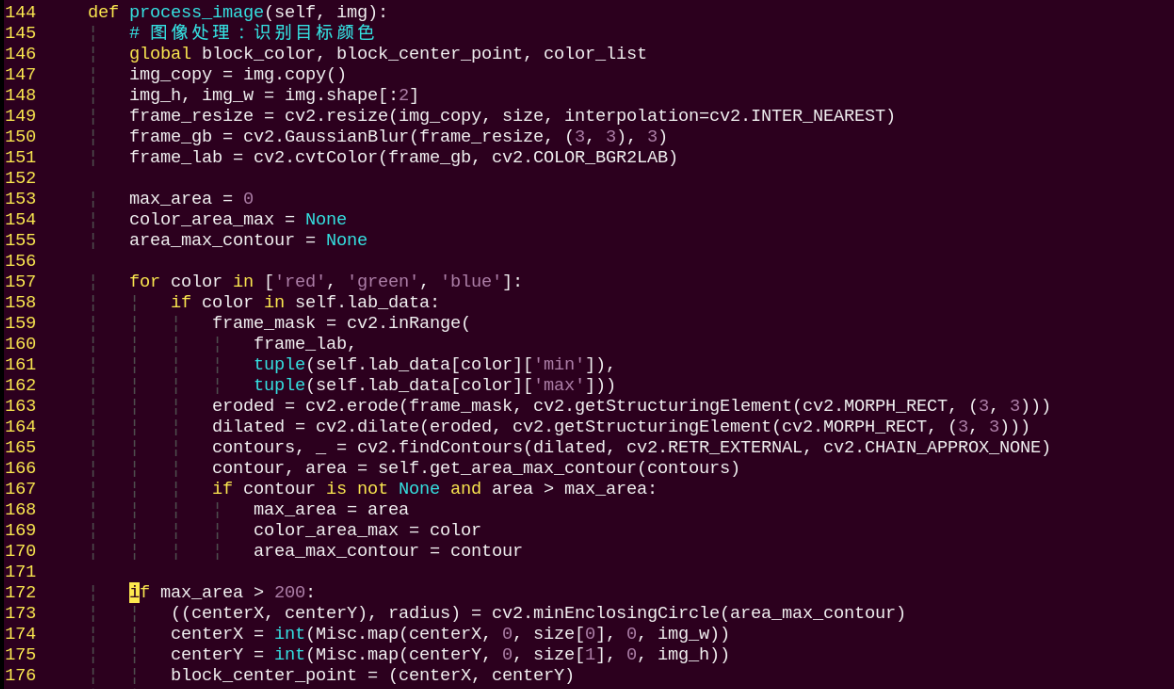 144     def process_image(self, img):
145         # 图像处理：识别目标颜色
146         global block_color, block_center_point, color_list
147         img_copy = img.copy()
148         img_h, img_w = img.shape[:2]
149         frame_resize = cv2.resize(img_copy, size, interpolation=cv2.INTER_NEAREST)
150         frame_gb = cv2.GaussianBlur(frame_resize, (3, 3), 3)
151         frame_lab = cv2.cvtColor(frame_gb, cv2.COLOR_BGR2LAB)
152
153         max_area = 0
154         color_area_max = None
155         area_max_contour = None
156
157         for color in ['red', 'green', 'blue']:
158             if color in self.lab_data:
159                 frame_mask = cv2.inRange(
160                     frame_lab,
161                     tuple(self.lab_data[color]['min']),
162                     tuple(self.lab_data[color]['max']))
163                 eroded = cv2.erode(frame_mask, cv2.getStructuringElement(cv2.MORPH_RECT, (3, 3)))
164                 dilated = cv2.dilate(eroded, cv2.getStructuringElement(cv2.MORPH_RECT, (3, 3)))
165                 contours, _ = cv2.findContours(dilated, cv2.RETR_EXTERNAL, cv2.CHAIN_APPROX_NONE)
166                 contour, area = self.get_area_max_contour(contours)
167                 if contour is not None and area > max_area:
168                     max_area = area
169                     color_area_max = color
170                     area_max_contour = contour
171
172         if max_area > 200:
173             ((centerX, centerY), radius) = cv2.minEnclosingCircle(area_max_contour)
174             centerX = int(Misc.map(centerX, 0, size[0], 0, img_w))
175             centerY = int(Misc.map(centerY, 0, size[1], 0, img_h))
176             block_center_point = (centerX, centerY)